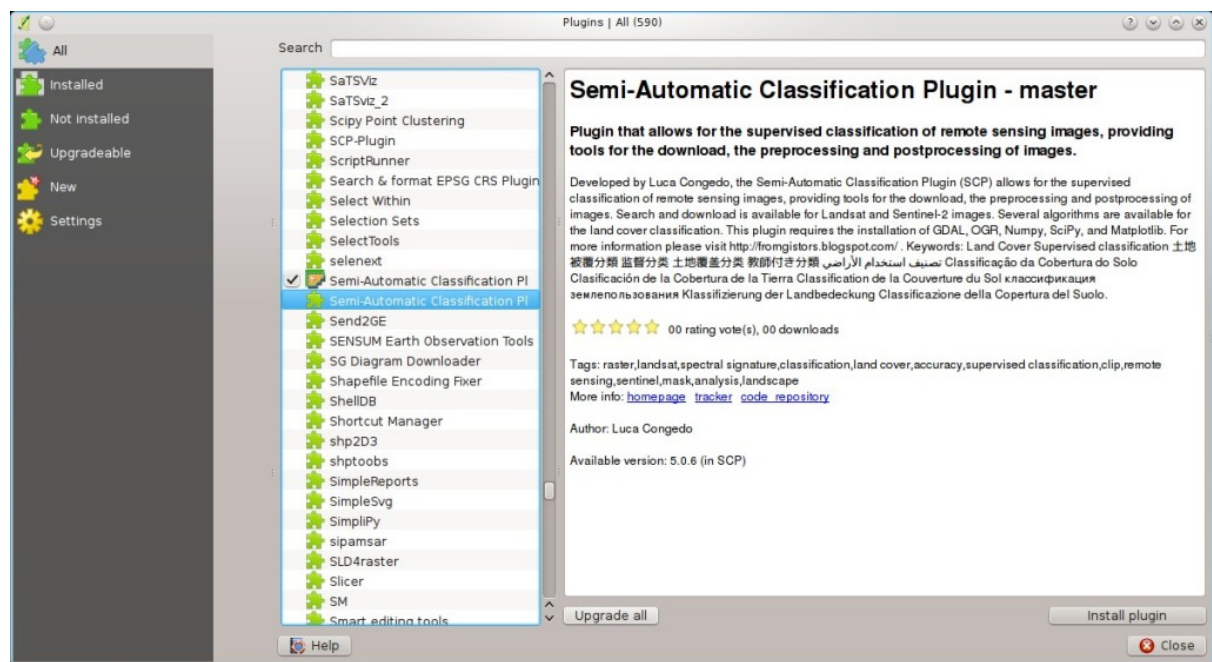 Plugins | All (590)
All
Installed
Not installed
Upgradeable
New
Settings
Search
SaTSViz
SaTSviz_2
Scipy Point Clustering
SCP-Plugin
ScriptRunner
Search & format EPSG CRS Plugin
Select Within
Selection Sets
SelectTools
selenext
Semi-Automatic Classification Pl
Semi-Automatic Classification Pl
Send2GE
SENSUM Earth Observation Tools
SG Diagram Downloader
Shapefile Encoding Fixer
ShellDB
Shortcut Manager
shp2D3
shptoobs
SimpleReports
SimpleSvg
SimpliPy
sipamsar
SLD4raster
Slicer
SM
Smart editing tools
Semi-Automatic Classification Plugin - master
Plugin that allows for the supervised classification of remote sensing images, providing
tools for the download, the preprocessing and postprocessing of images.
Developed by Luca Congedo, the Semi-Automatic Classification Plugin (SCP) allows for the supervised
classification of remote sensing images, providing tools for the download, the preprocessing and postprocessing of
images. Search and download is available for Landsat and Sentinel-2 images. Several algorithms are available for
the land cover classification. This plugin requires the installation of GDAL, OGR, Numpy, SciPy, and Matplotlib. For
more information please visit http://fromgistors.blogspot.com/ . Keywords: Land Cover Supervised classification 土地
被覆分類 监督分类 土地覆盖分类 教師付き分類 تصنيف استخدام الأراضي Classificação da Cobertura do Solo
Clasificación de la Cobertura de la Tierra Classification de la Couverture du Sol классификация
землепользования Klassifizierung der Landbedeckung Classificazione della Copertura del Suolo.
00 rating vote(s), 00 downloads
Tags: raster,landsat,spectral signature,classification,land cover,accuracy,supervised classification,clip,remote
sensing,sentinel,mask,analysis,landscape
More info: homepage tracker code repository
Author: Luca Congedo
Available version: 5.0.6 (in SCP)
Upgrade all
Install plugin
Help
Close